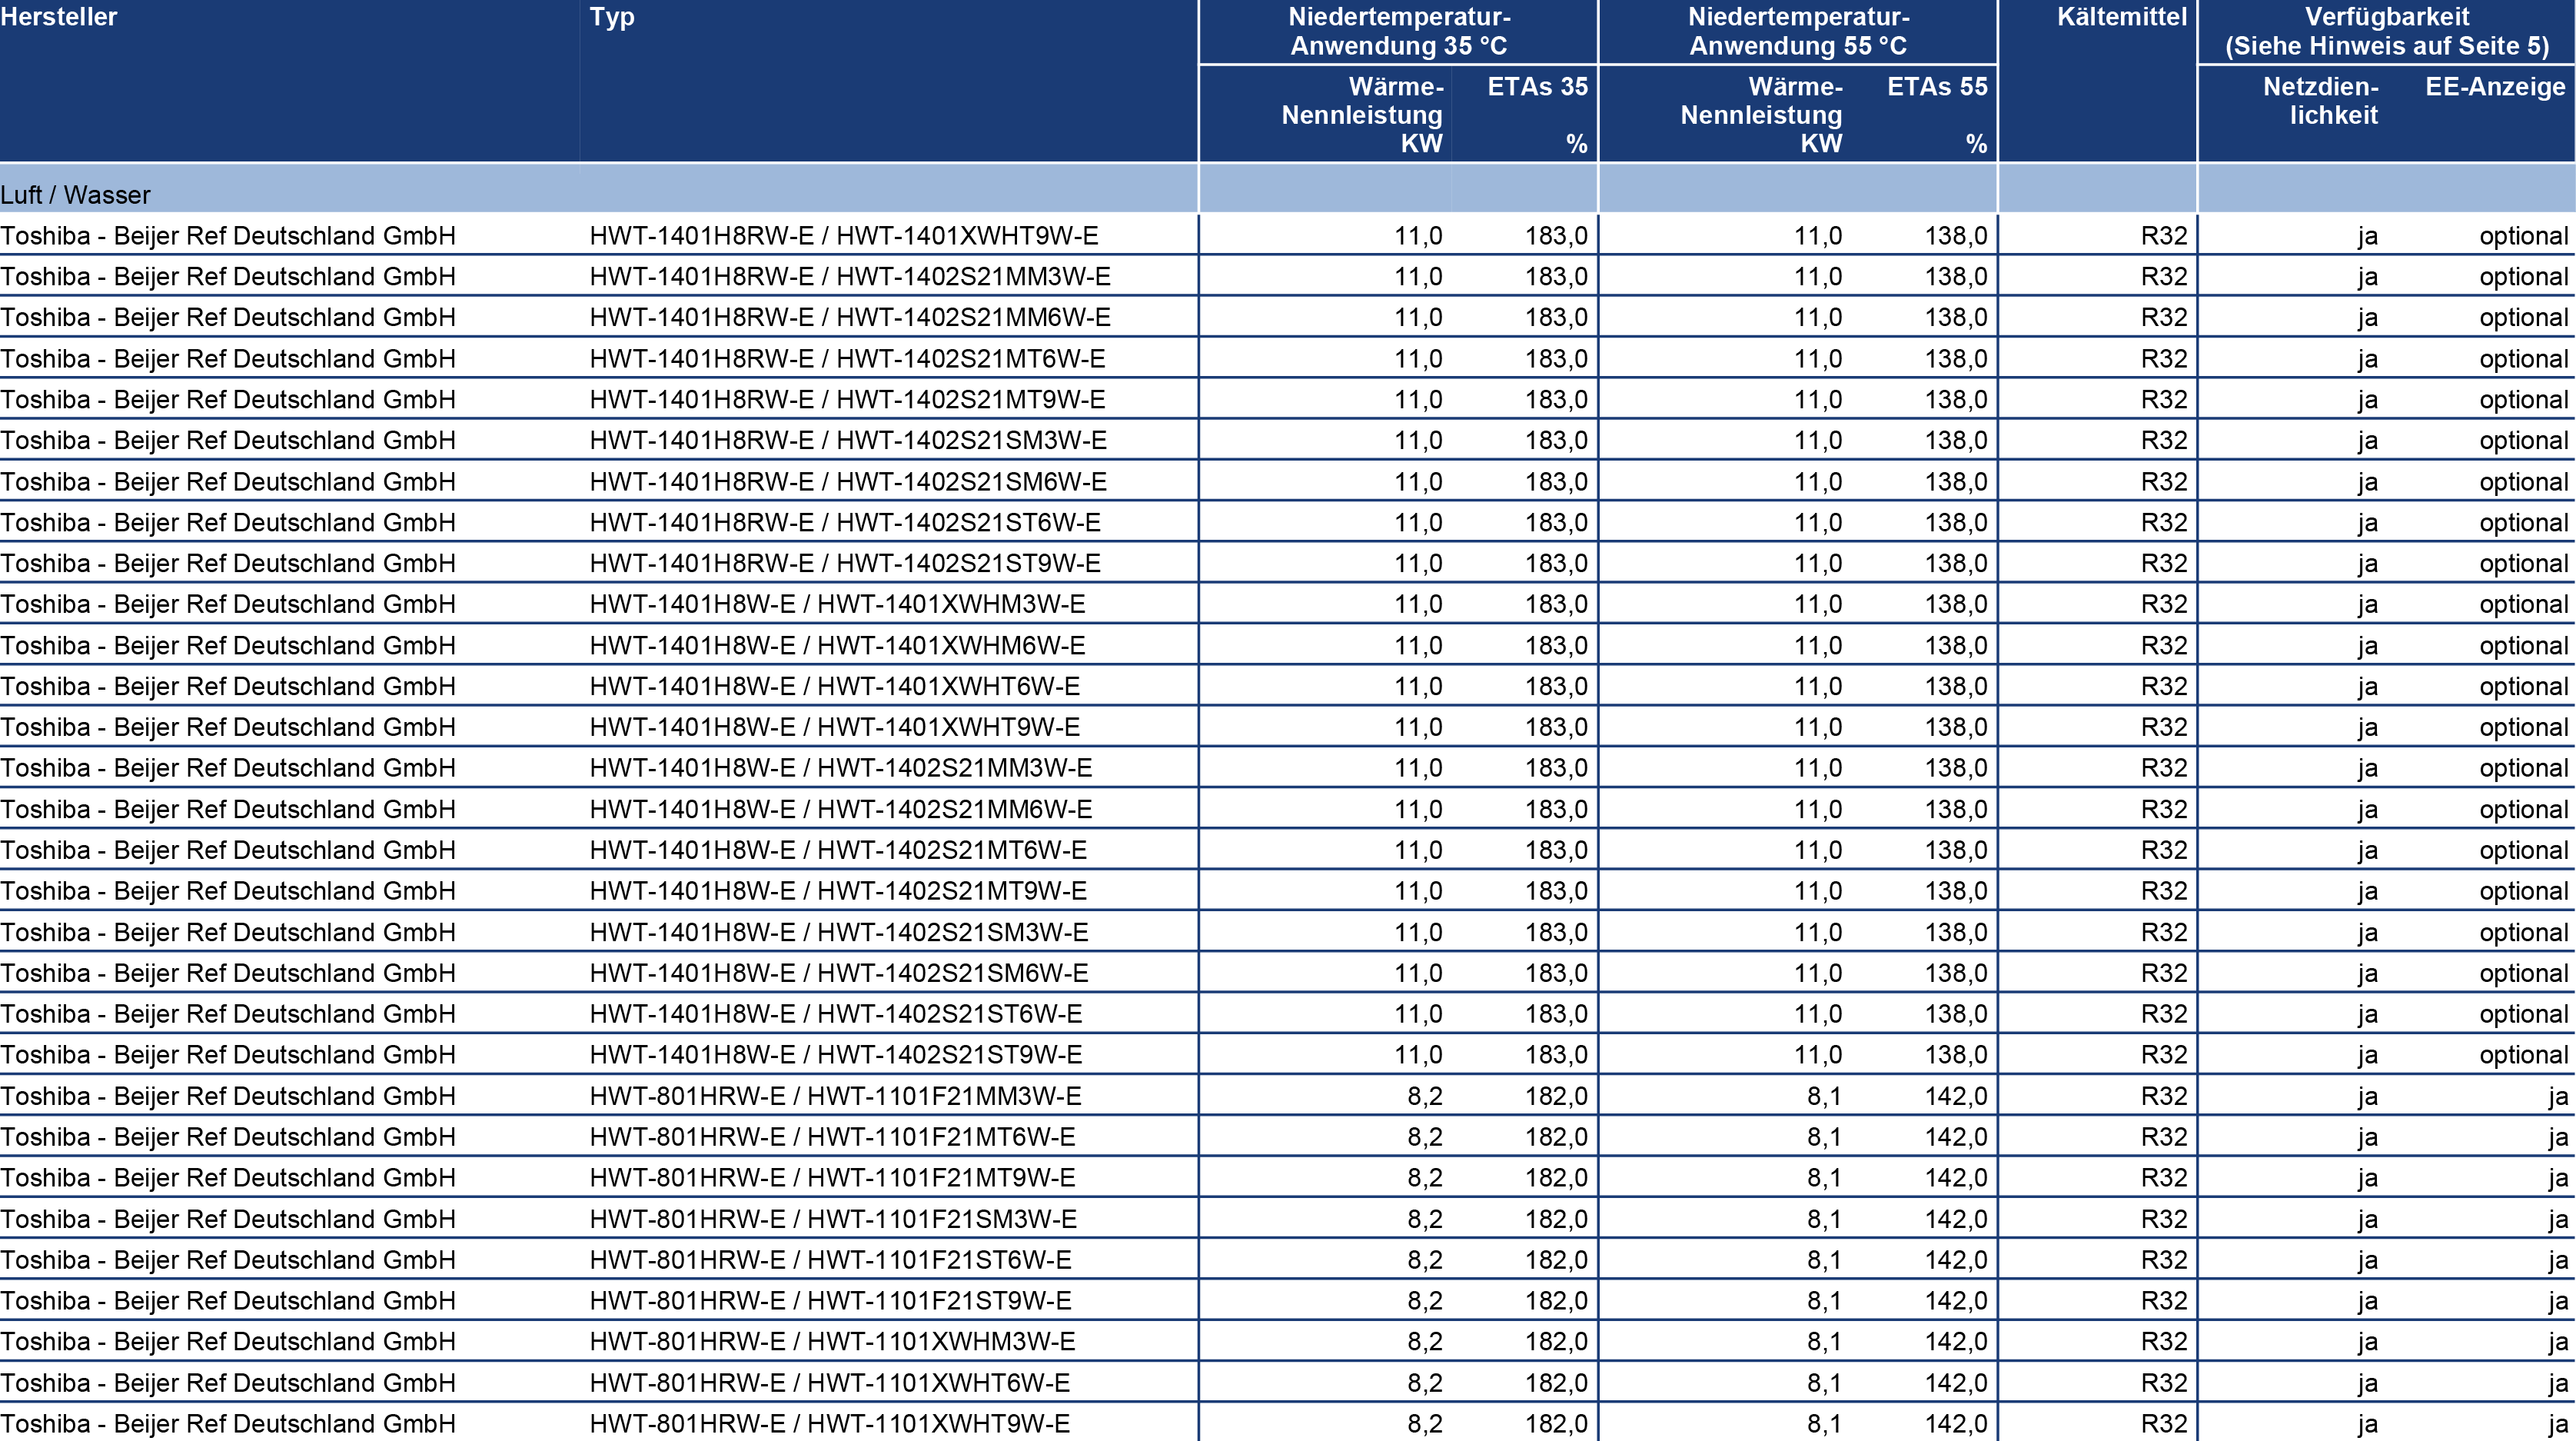 Hersteller Typ Niedertemperatur- Niedertemperatur- Kältemittel Verfügbarkeit
Anwendung 35 °C Anwendung 55 °C (Siehe Hinweis auf Seite 5)
Wärme- ETAs 35 Wärme- ETAs 55 Netzdien- EE-Anzeige
Nennleistung Nennleistung lichkeit
KW % KW %
Luft / Wasser
Toshiba - Beijer Ref Deutschland GmbH HWT-1401H8RW-E / HWT-1401XWHT9W-E 11,0 183,0 11,0 138,0 R32 ja optional
Toshiba - Beijer Ref Deutschland GmbH HWT-1401H8RW-E / HWT-1402S21MM3W-E 11,0 183,0 11,0 138,0 R32 ja optional
Toshiba - Beijer Ref Deutschland GmbH HWT-1401H8RW-E / HWT-1402S21MM6W-E 11,0 183,0 11,0 138,0 R32 ja optional
Toshiba - Beijer Ref Deutschland GmbH HWT-1401H8RW-E / HWT-1402S21MT6W-E 11,0 183,0 11,0 138,0 R32 ja optional
Toshiba - Beijer Ref Deutschland GmbH HWT-1401H8RW-E / HWT-1402S21MT9W-E 11,0 183,0 11,0 138,0 R32 ja optional
Toshiba - Beijer Ref Deutschland GmbH HWT-1401H8RW-E / HWT-1402S21SM3W-E 11,0 183,0 11,0 138,0 R32 ja optional
Toshiba - Beijer Ref Deutschland GmbH HWT-1401H8RW-E / HWT-1402S21SM6W-E 11,0 183,0 11,0 138,0 R32 ja optional
Toshiba - Beijer Ref Deutschland GmbH HWT-1401H8RW-E / HWT-1402S21ST6W-E 11,0 183,0 11,0 138,0 R32 ja optional
Toshiba - Beijer Ref Deutschland GmbH HWT-1401H8RW-E / HWT-1402S21ST9W-E 11,0 183,0 11,0 138,0 R32 ja optional
Toshiba - Beijer Ref Deutschland GmbH HWT-1401H8W-E / HWT-1401XWHM3W-E 11,0 183,0 11,0 138,0 R32 ja optional
Toshiba - Beijer Ref Deutschland GmbH HWT-1401H8W-E / HWT-1401XWHM6W-E 11,0 183,0 11,0 138,0 R32 ja optional
Toshiba - Beijer Ref Deutschland GmbH HWT-1401H8W-E / HWT-1401XWHT6W-E 11,0 183,0 11,0 138,0 R32 ja optional
Toshiba - Beijer Ref Deutschland GmbH HWT-1401H8W-E / HWT-1401XWHT9W-E 11,0 183,0 11,0 138,0 R32 ja optional
Toshiba - Beijer Ref Deutschland GmbH HWT-1401H8W-E / HWT-1402S21MM3W-E 11,0 183,0 11,0 138,0 R32 ja optional
Toshiba - Beijer Ref Deutschland GmbH HWT-1401H8W-E / HWT-1402S21MM6W-E 11,0 183,0 11,0 138,0 R32 ja optional
Toshiba - Beijer Ref Deutschland GmbH HWT-1401H8W-E / HWT-1402S21MT6W-E 11,0 183,0 11,0 138,0 R32 ja optional
Toshiba - Beijer Ref Deutschland GmbH HWT-1401H8W-E / HWT-1402S21MT9W-E 11,0 183,0 11,0 138,0 R32 ja optional
Toshiba - Beijer Ref Deutschland GmbH HWT-1401H8W-E / HWT-1402S21SM3W-E 11,0 183,0 11,0 138,0 R32 ja optional
Toshiba - Beijer Ref Deutschland GmbH HWT-1401H8W-E / HWT-1402S21SM6W-E 11,0 183,0 11,0 138,0 R32 ja optional
Toshiba - Beijer Ref Deutschland GmbH HWT-1401H8W-E / HWT-1402S21ST6W-E 11,0 183,0 11,0 138,0 R32 ja optional
Toshiba - Beijer Ref Deutschland GmbH HWT-1401H8W-E / HWT-1402S21ST9W-E 11,0 183,0 11,0 138,0 R32 ja optional
Toshiba - Beijer Ref Deutschland GmbH HWT-801HRW-E / HWT-1101F21MM3W-E 8,2 182,0 8,1 142,0 R32 ja ja
Toshiba - Beijer Ref Deutschland GmbH HWT-801HRW-E / HWT-1101F21MT6W-E 8,2 182,0 8,1 142,0 R32 ja ja
Toshiba - Beijer Ref Deutschland GmbH HWT-801HRW-E / HWT-1101F21MT9W-E 8,2 182,0 8,1 142,0 R32 ja ja
Toshiba - Beijer Ref Deutschland GmbH HWT-801HRW-E / HWT-1101F21SM3W-E 8,2 182,0 8,1 142,0 R32 ja ja
Toshiba - Beijer Ref Deutschland GmbH HWT-801HRW-E / HWT-1101F21ST6W-E 8,2 182,0 8,1 142,0 R32 ja ja
Toshiba - Beijer Ref Deutschland GmbH HWT-801HRW-E / HWT-1101F21ST9W-E 8,2 182,0 8,1 142,0 R32 ja ja
Toshiba - Beijer Ref Deutschland GmbH HWT-801HRW-E / HWT-1101XWHM3W-E 8,2 182,0 8,1 142,0 R32 ja ja
Toshiba - Beijer Ref Deutschland GmbH HWT-801HRW-E / HWT-1101XWHT6W-E 8,2 182,0 8,1 142,0 R32 ja ja
Toshiba - Beijer Ref Deutschland GmbH HWT-801HRW-E / HWT-1101XWHT9W-E 8,2 182,0 8,1 142,0 R32 ja ja